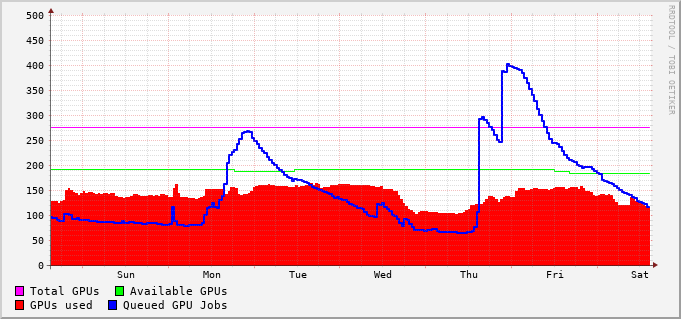 500
450
400
350
300
250
200
150
100
50
0
Sun Mon Tue Wed Thu Fri Sat
Total GPUs Available GPUs
GPUs used Queued GPU Jobs
RRDTOOL / TOBI OETIKER